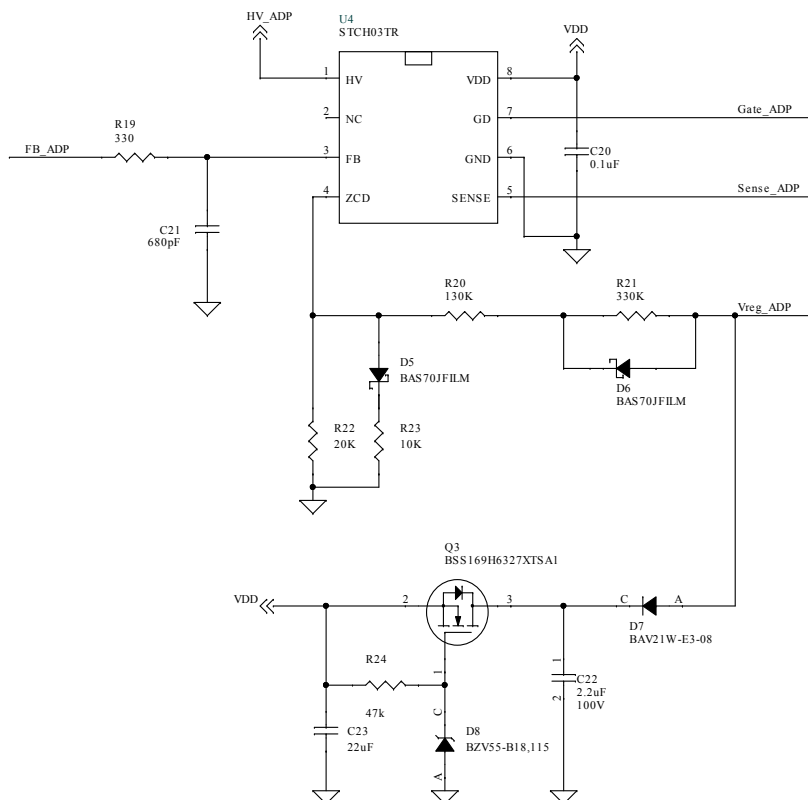 HV_ADP
U4
STCH03TR
VDD
1 HV VDD 8
2 NC GD 7 Gate_ADP
R19
330
C20
0.1uF
FB_ADP
3 FB GND 6
4 ZCD SENSE 5 Sense_ADP
C21
680pF
R20
130K
R21
330K
Vreg_ADP
D5
BAS70JFILM
D6
BAS70JFILM
R22
20K
R23
10K
Q3
BSS169H6327XTSA1
VDD 2 3 C A
D7
BAV21W-E3-08
R24
1
1
C22
2.2uF
100V
2
47k
C
D8
BZV55-B18,115
A
C23
22uF